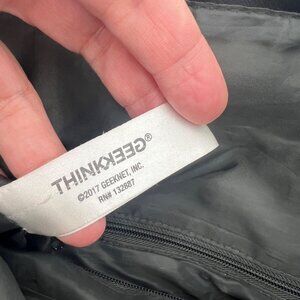 THINKGEEK®
©2017 GEEKNET, INC.
RN# 132887